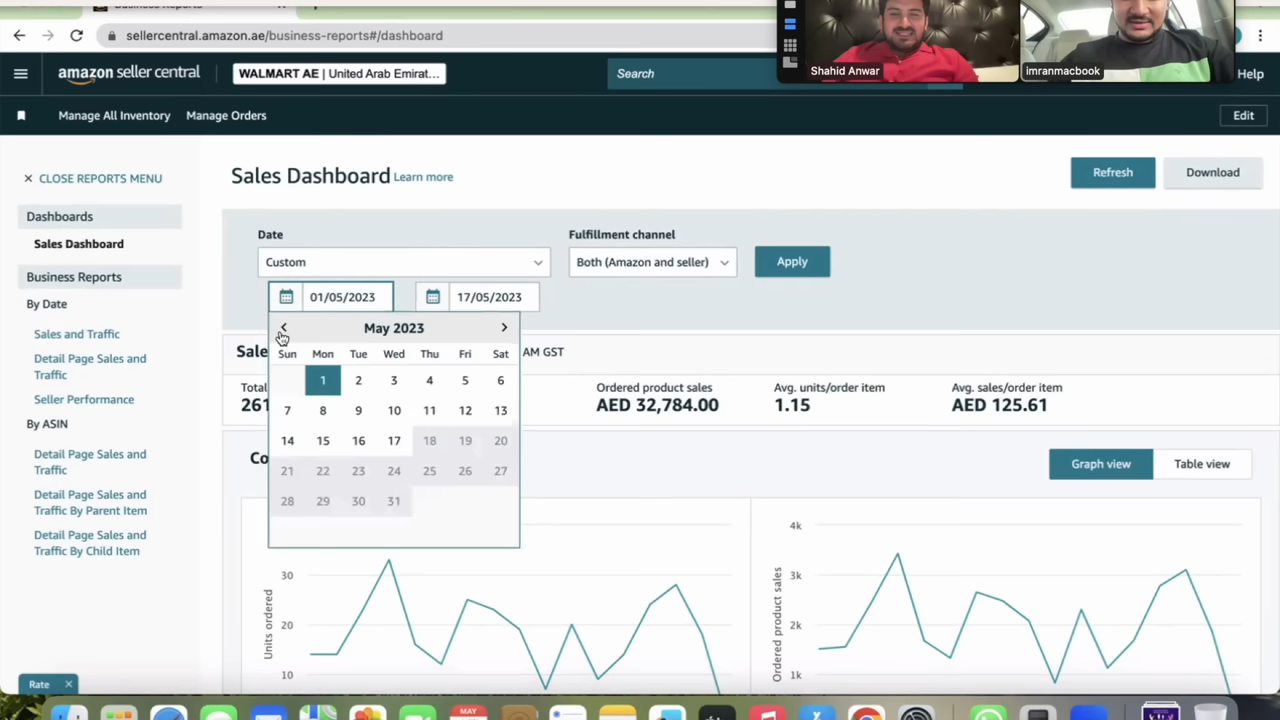 Business Reports
sellercentral.amazon.ae/business-reports#/dashboard
Shahid Anwar
imranmacbook
amazon seller central
WALMART AE | United Arab Emirat...
Search
Help
Manage All Inventory
Manage Orders
Edit
CLOSE REPORTS MENU
Dashboards
Sales Dashboard
Business Reports
By Date
Sales and Traffic
Detail Page Sales and
Traffic
Seller Performance
By ASIN
Detail Page Sales and
Traffic
Detail Page Sales and
Traffic By Parent Item
Detail Page Sales and
Traffic By Child Item
Rate
Sales Dashboard
Learn more
Refresh
Download
Date
Fulfillment channel
Custom
Both (Amazon and seller)
Apply
01/05/2023
17/05/2023
May 2023
Sun Mon Tue Wed Thu Fri Sat
1 2 3 4 5 6
7 8 9 10 11 12 13
14 15 16 17 18 19 20
21 22 23 24 25 26 27
28 29 30 31
Sale
AM GST
Total
261
Ordered product sales
AED 32,784.00
Avg. units/order item
1.15
Avg. sales/order item
AED 125.61
Co
Graph view
Table view
Units ordered
30
20
10
Ordered product sales
4k
3k
2k
1k
MAY